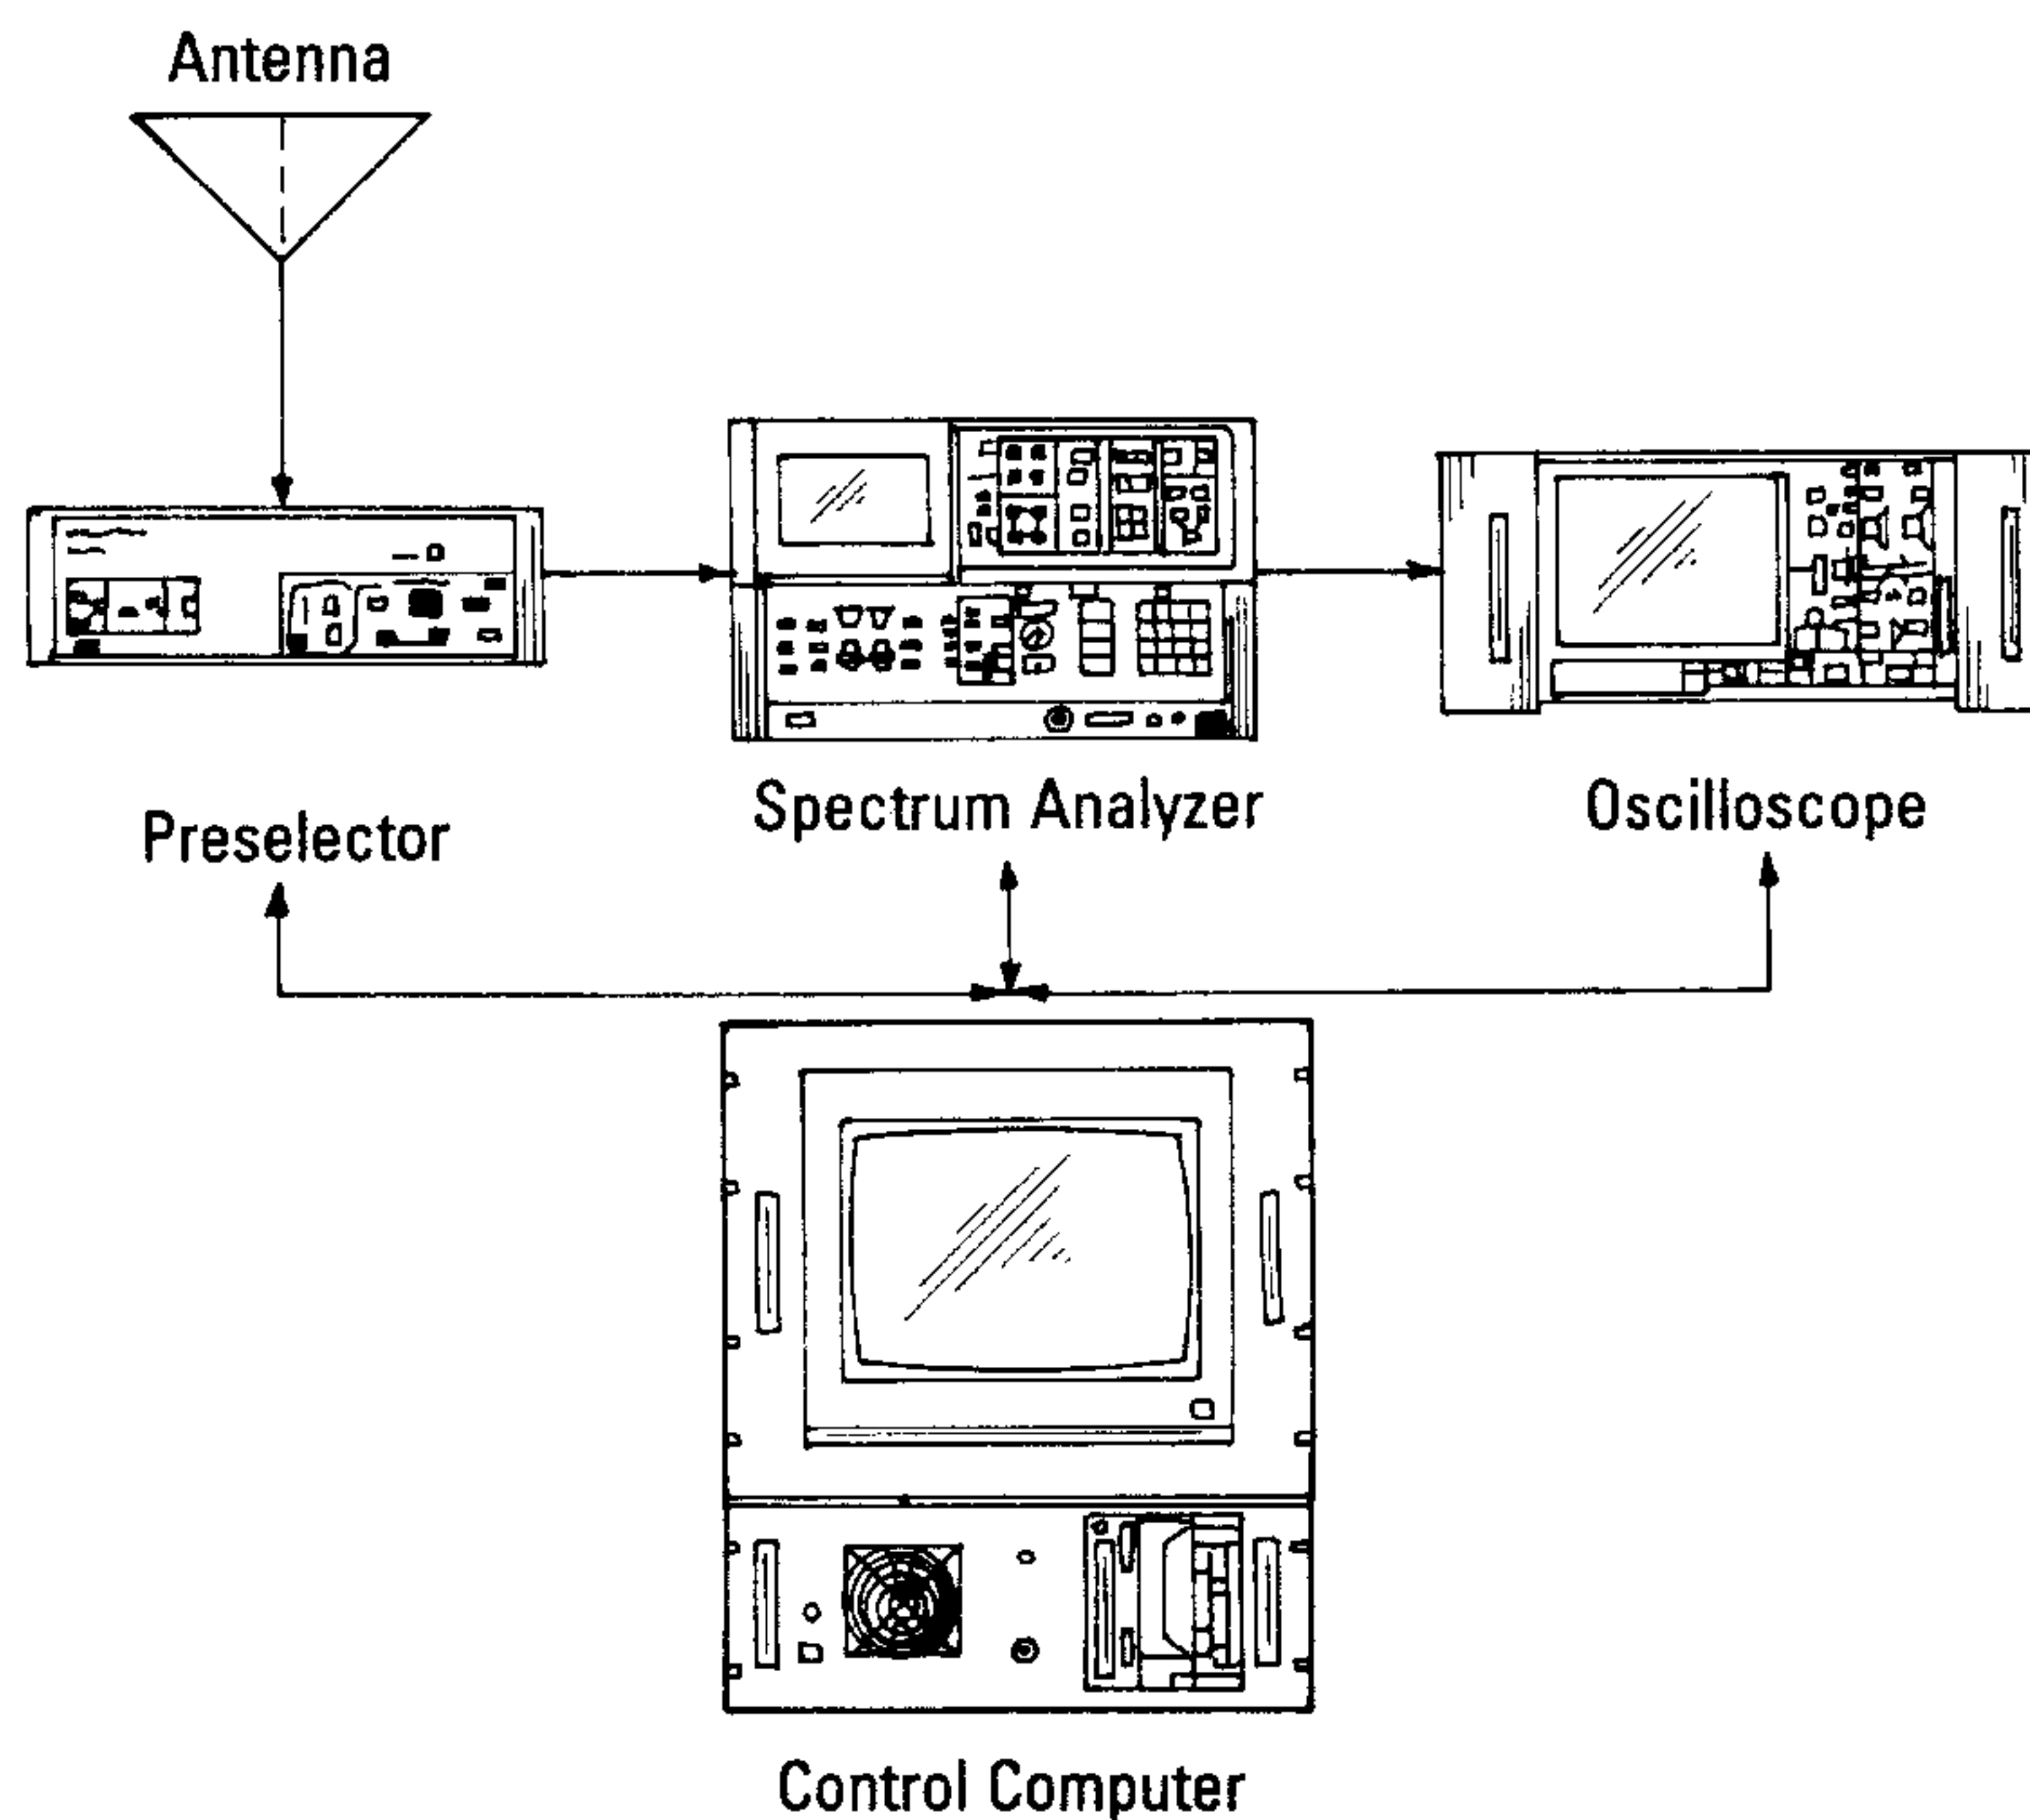 Antenna
Preselector
Spectrum Analyzer
Oscilloscope
Control Computer